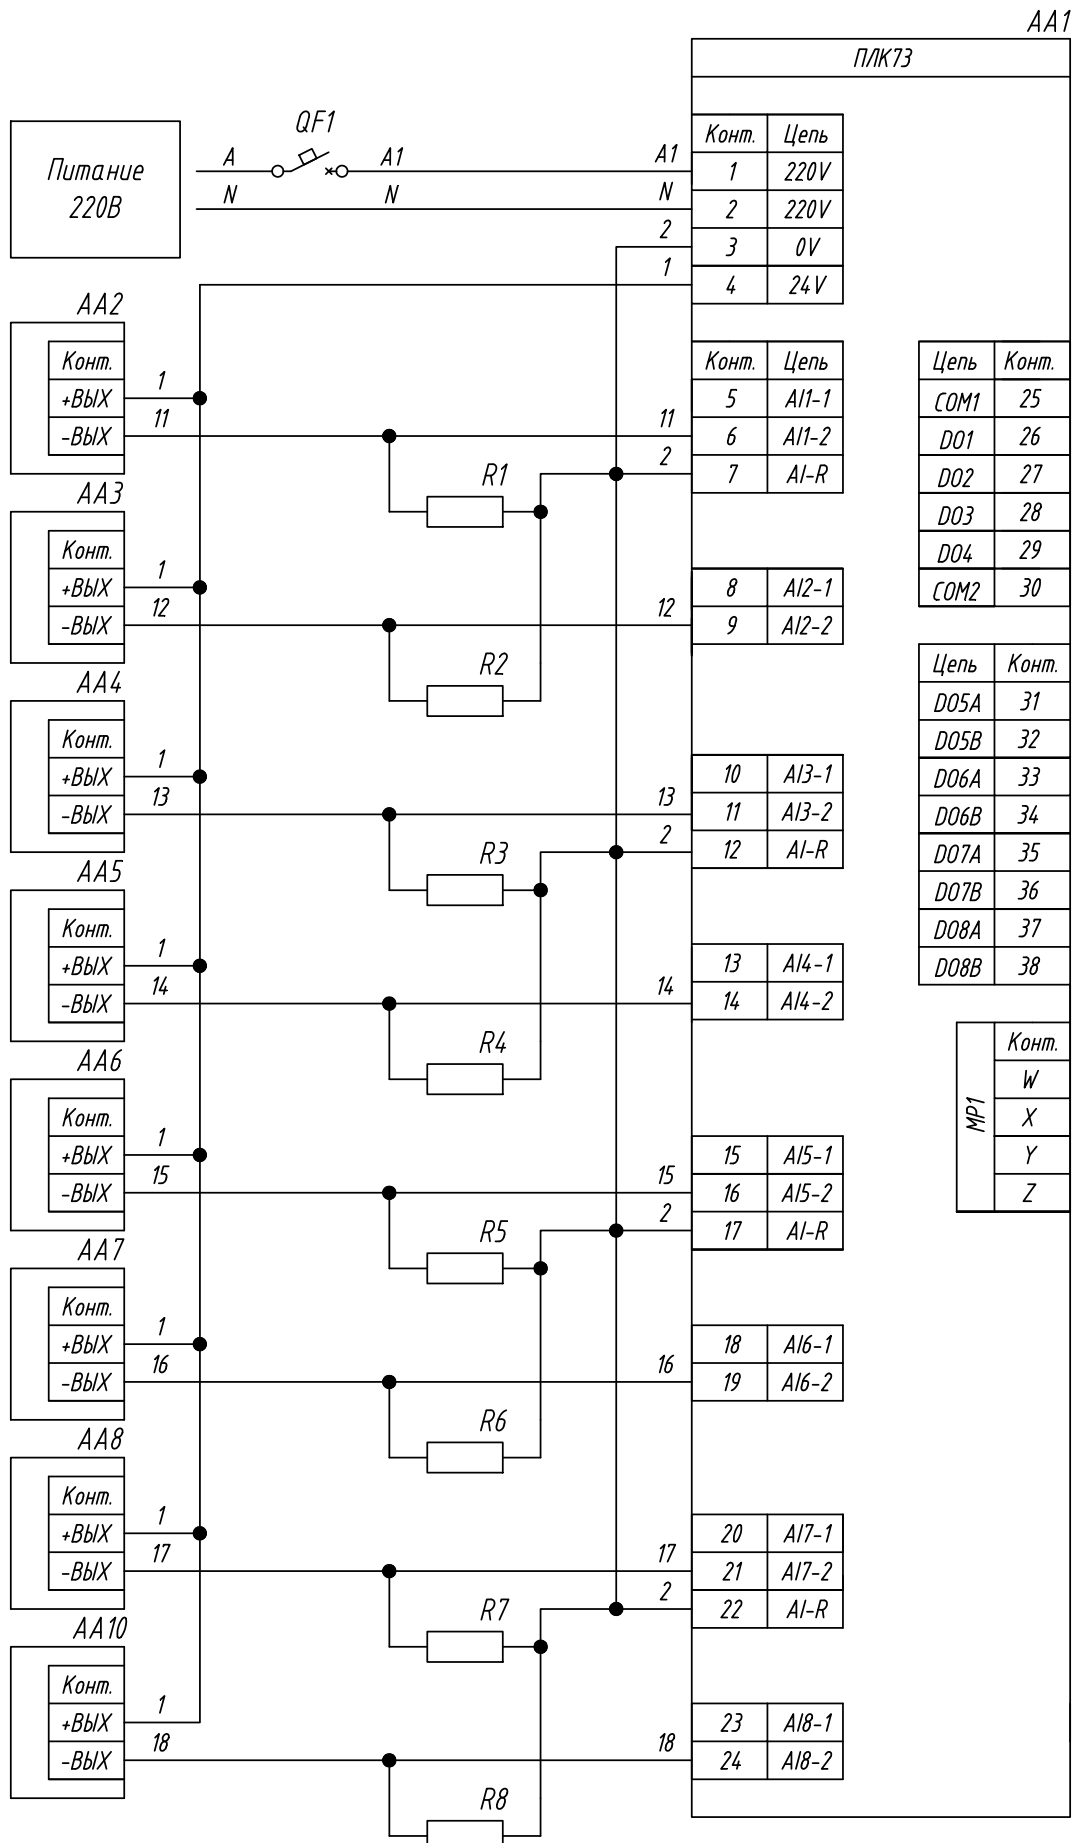 AA1
ПЛК73
Питание
220В
QF1
A
A1
A1
N
N
N
2
1
Конт. Цепь
1 220V
2 220V
3 0V
4 24V
AA2
Конт.
+ВЫХ
-ВЫХ
1
11
11
2
R1
Конт. Цепь
5 AI1-1
6 AI1-2
7 AI-R
AA3
Конт.
+ВЫХ
-ВЫХ
1
12
12
R2
8 AI2-1
9 AI2-2
AA4
Конт.
+ВЫХ
-ВЫХ
1
13
13
2
R3
10 AI3-1
11 AI3-2
12 AI-R
AA5
Конт.
+ВЫХ
-ВЫХ
1
14
14
R4
13 AI4-1
14 AI4-2
AA6
Конт.
+ВЫХ
-ВЫХ
1
15
15
2
R5
15 AI5-1
16 AI5-2
17 AI-R
AA7
Конт.
+ВЫХ
-ВЫХ
1
16
16
R6
18 AI6-1
19 AI6-2
AA8
Конт.
+ВЫХ
-ВЫХ
1
17
17
2
R7
20 AI7-1
21 AI7-2
22 AI-R
AA10
Конт.
+ВЫХ
-ВЫХ
1
18
18
R8
23 AI8-1
24 AI8-2
Цепь Конт.
COM1 25
DO1 26
DO2 27
DO3 28
DO4 29
COM2 30
Цепь Конт.
DO5A 31
DO5B 32
DO6A 33
DO6B 34
DO7A 35
DO7B 36
DO8A 37
DO8B 38
МР1
Конт.
W
X
Y
Z